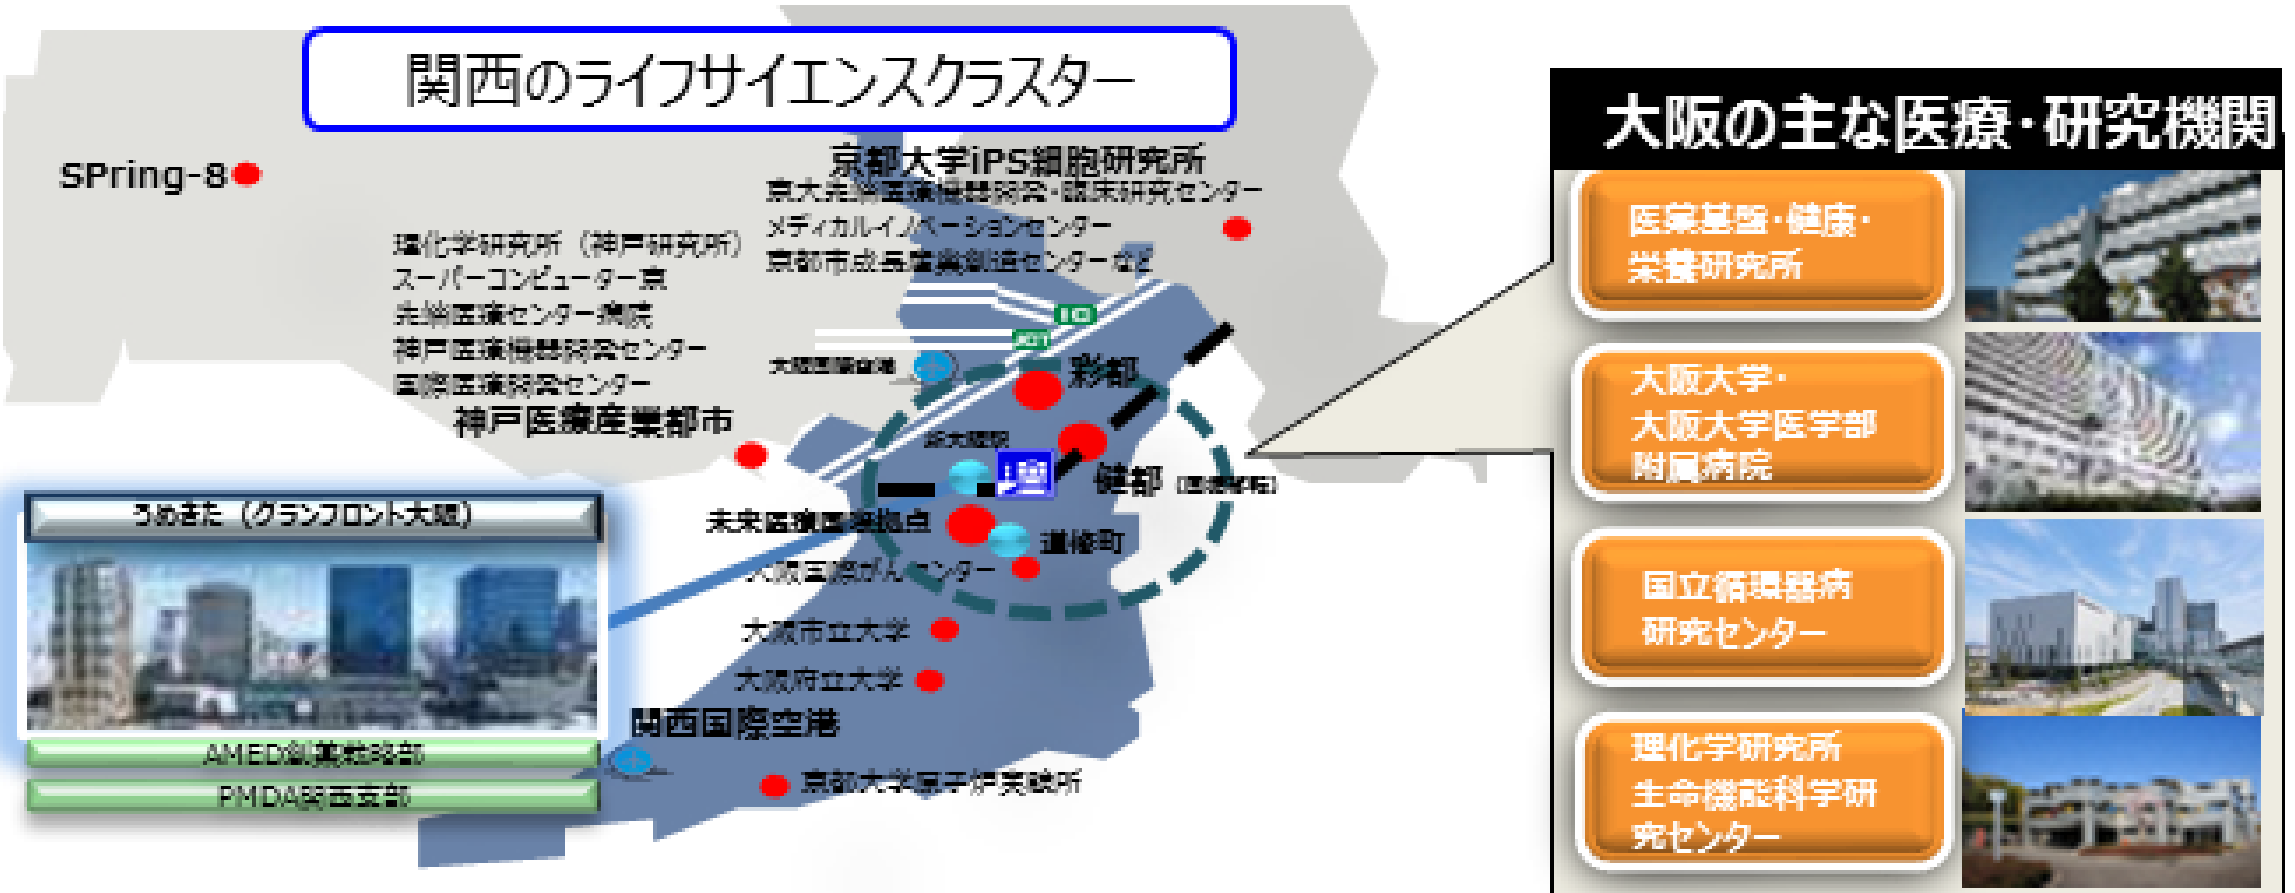 関西のライフサイエンスクラスター
SPring-8
京都大学iPS細胞研究所
京大先端医療機器開発・臨床研究センター
メディカルイノベーションセンター
京都市成長産業創造センターなど
理化学研究所（神戸研究所）
スーパーコンピューター京
先端医療センター病院
神戸医療機器開発センター
国際医療開発センター
神戸医療産業都市
大阪国際空港
彩都
新大阪駅
健都
未来医療国際拠点
道修町
大阪国際がんセンター
大阪市立大学
大阪府立大学
関西国際空港
京都大学原子炉実験所
うめきた（グランフロント大阪）
AMED創薬戦略部
PMDA関西支部
大阪の主な医療・研究機関
医薬基盤・健康・
栄養研究所
大阪大学・
大阪大学医学部
附属病院
国立循環器病
研究センター
理化学研究所
生命機能科学研
究センター